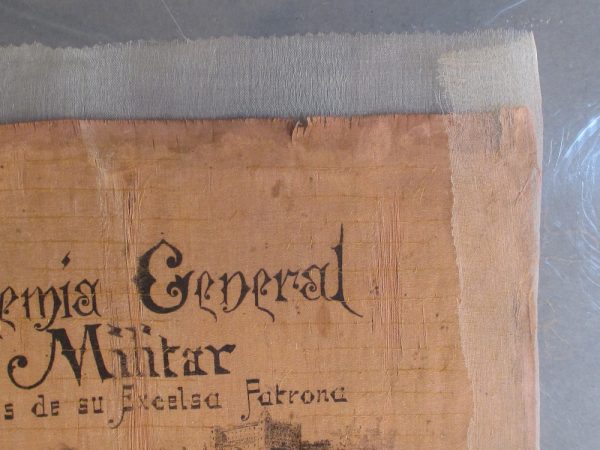 emia General
Militar
s de su Excelsa Patrona